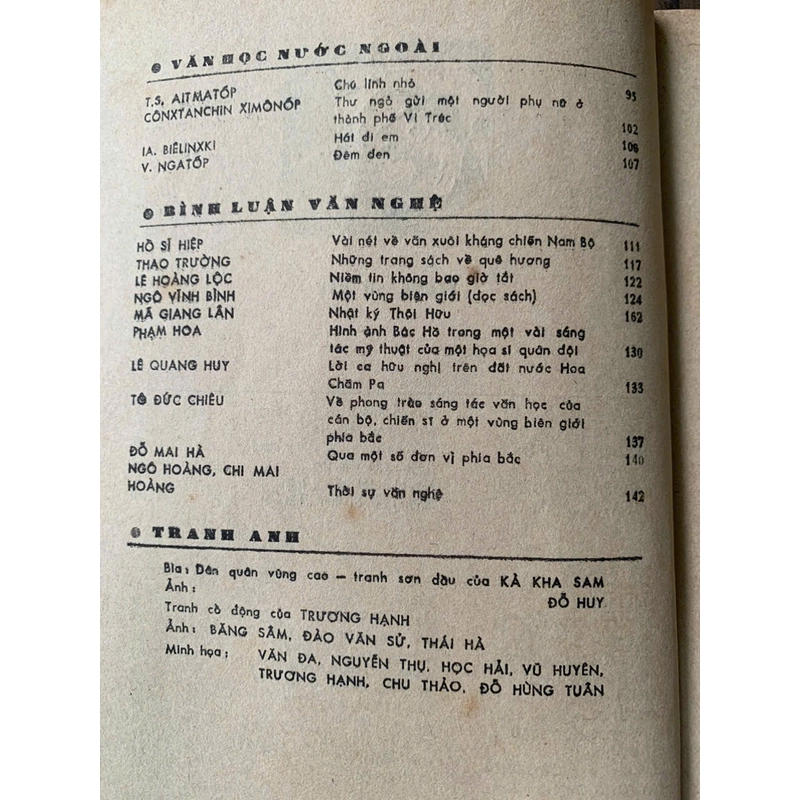 VĂN HỌC NƯỚC NGOÀI
T.S. AITMATỐP Chú lính nhỏ 95
CÔNXTANCHIN XIMÔNỐP Thư ngỏ gửi một người phụ nữ ở
thành phố Vi Tréc 102
IA. BIÊLINXKI Hát đi em 106
V. NGATỐP Đêm đen 107
BÌNH LUẬN VĂN NGHỆ
HỒ SĨ HIỆP Vài nét về văn xuôi kháng chiến Nam Bộ 111
THAO TRƯỜNG Những trang sách về quê hương 117
LÊ HOÀNG LỘC Niềm tin không bao giờ tắt 122
NGÔ VĨNH BÌNH Một vùng biên giới (đọc sách) 124
MÃ GIANG LÂN Nhật ký Thội Hữu 162
PHẠM HOA Hình ảnh Bác Hồ trong một vài sáng
tác mỹ thuật của một họa sĩ quân đội 130
LÊ QUANG HUY Lời ca hữu nghị trên đất nước Hoa
Chăm Pa 133
TÔ ĐỨC CHIÊU Về phong trào sáng tác văn học của
cán bộ, chiến sĩ ở một vùng biên giới
phía bắc 137
ĐỖ MAI HÀ Qua một số đơn vị phía bắc 140
NGÔ HOÀNG, CHI MAI
HOÀNG Thời sự văn nghệ 142
TRANH ANH
Bìa: Dân quân vùng cao — tranh sơn dầu của KÀ KHA SAM
Ảnh: ĐỖ HUY
Tranh cổ động của TRƯƠNG HẠNH
Ảnh: BĂNG SÂM, ĐÀO VĂN SỬ, THÁI HÀ
Minh họa: VĂN ĐA, NGUYỄN THỤ, HỌC HẢI, VŨ HUYÊN,
TRƯƠNG HẠNH, CHU THẢO, ĐỖ HÙNG TUÂN